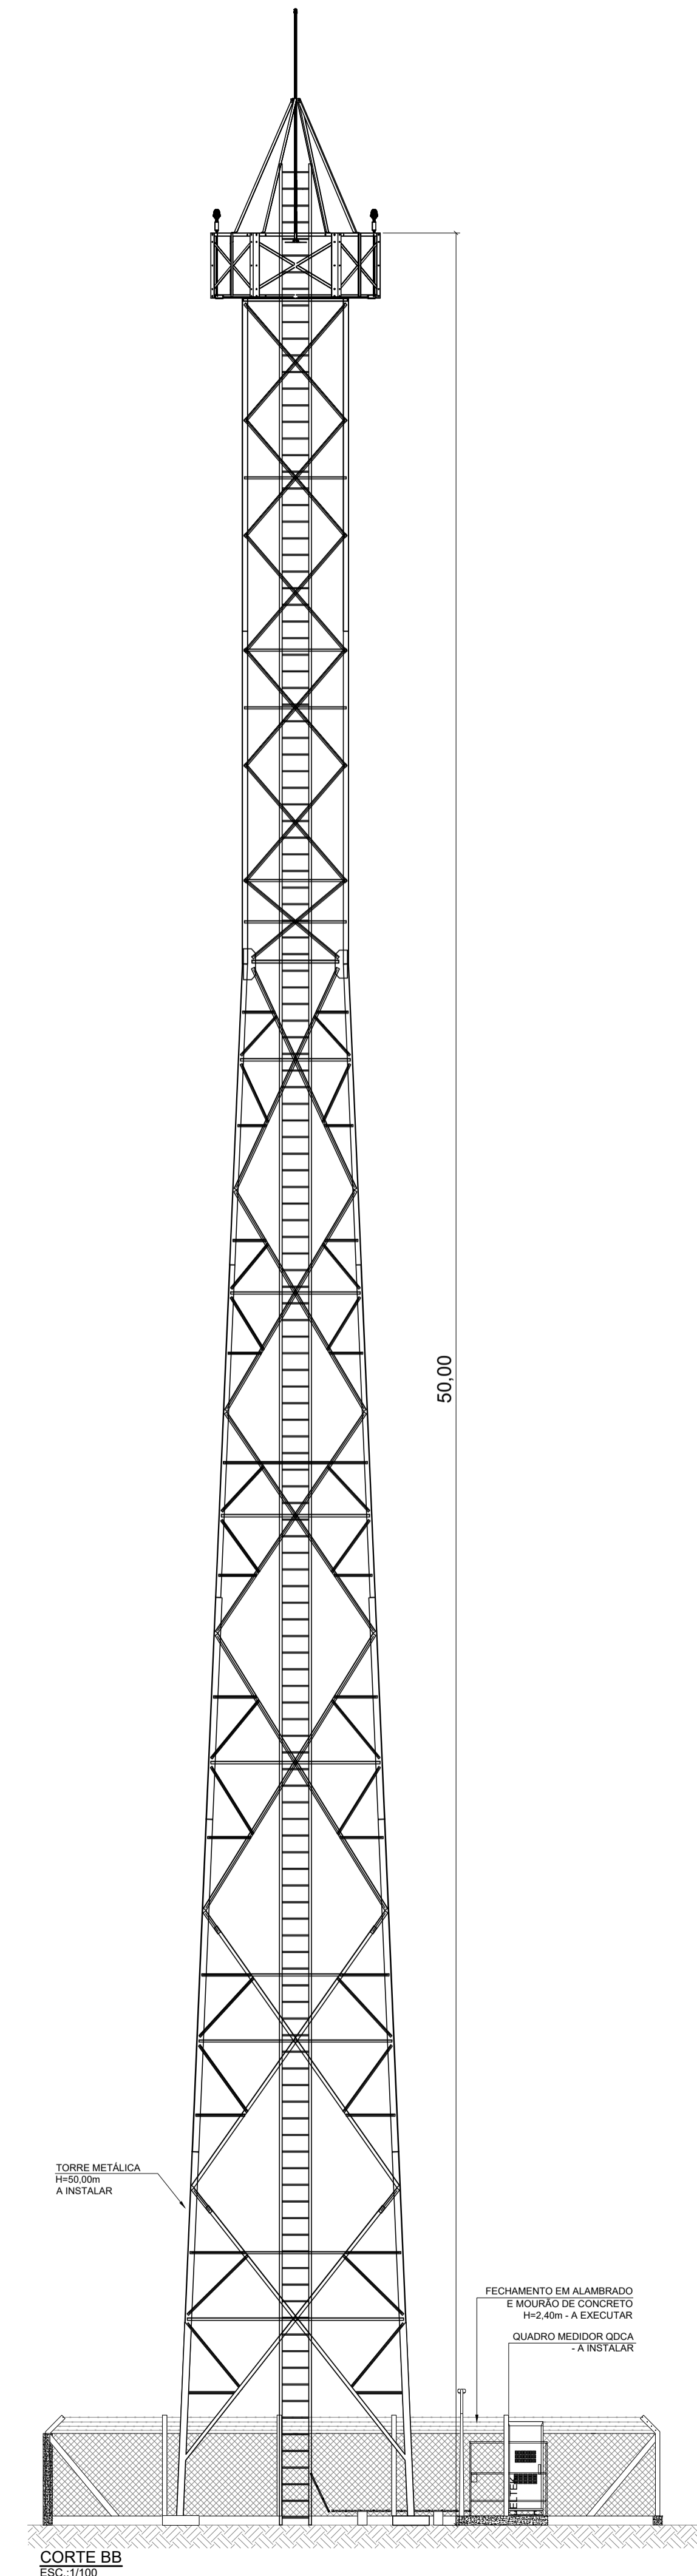 50,00
TORRE METÁLICA
H=50,00m
A INSTALAR
FECHAMENTO EM ALAMBRADO
E MOURÃO DE CONCRETO
H=2,40m - A EXECUTAR
QUADRO MEDIDOR QDCA
- A INSTALAR
ELTEK
CORTE BB
ESC.:1/100